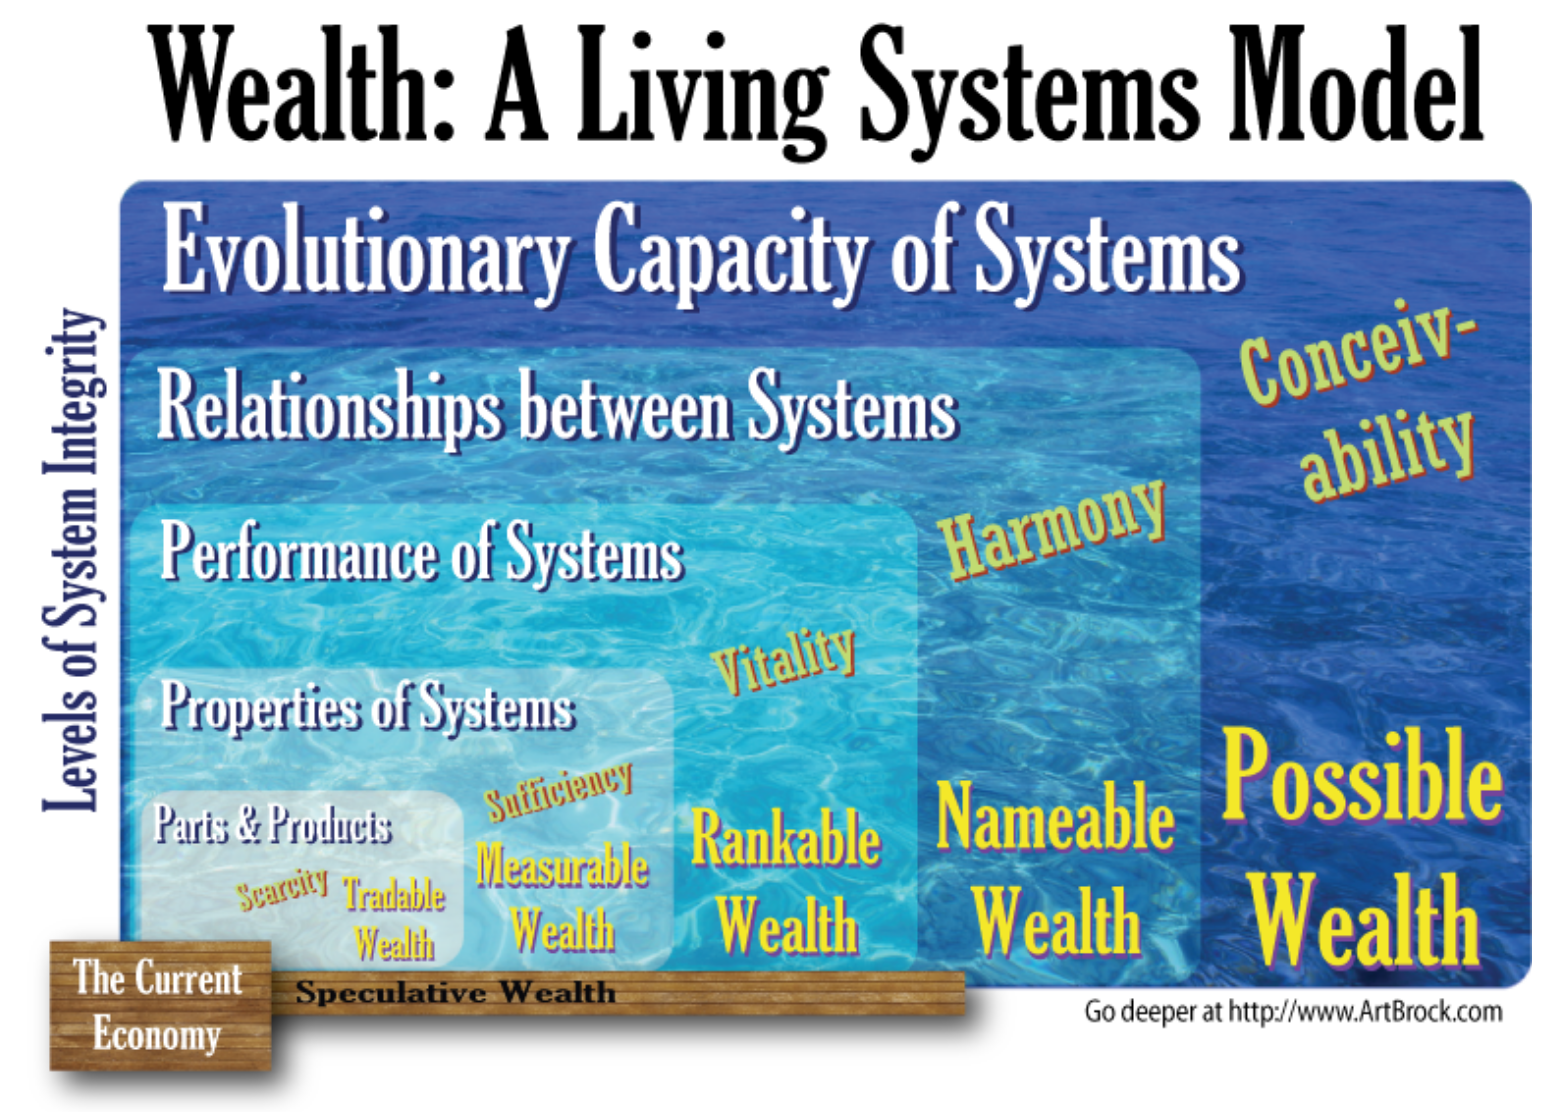 Wealth: A Living Systems Model
Levels of System Integrity
Evolutionary Capacity of Systems
Conceiv-
ability
Relationships between Systems
Harmony
Performance of Systems
Vitality
Properties of Systems
Sufficiency
Parts & Products
Scarcity
Tradable
Wealth
Measurable
Wealth
Rankable
Wealth
Nameable
Wealth
Possible
Wealth
The Current
Economy
Speculative Wealth
Go deeper at http://www.ArtBrock.com